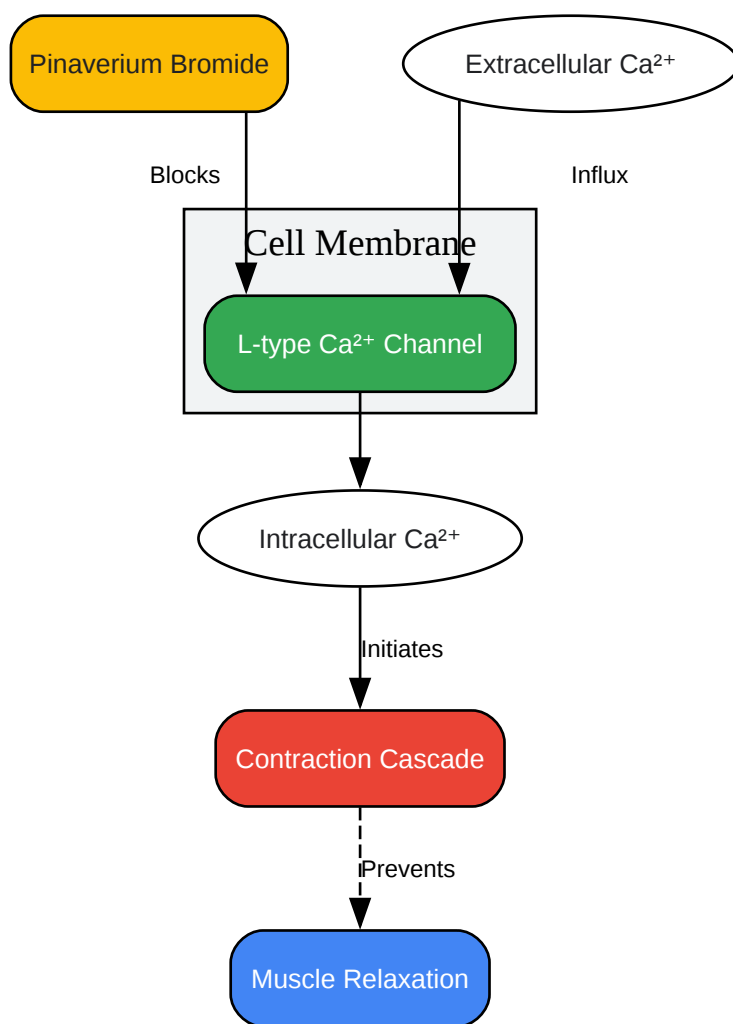 Pinaverium Bromide
Extracellular Ca²⁺
Blocks
Influx
Cell Membrane
L-type Ca²⁺ Channel
Intracellular Ca²⁺
Initiates
Contraction Cascade
Prevents
Muscle Relaxation